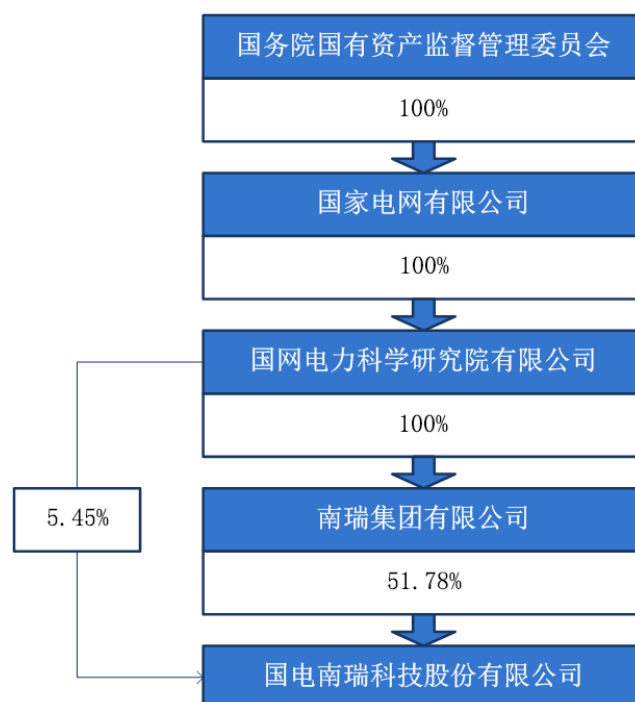 国务院国有资产监督管理委员会
100%
国家电网有限公司
100%
国网电力科学研究院有限公司
100%
5.45%
南瑞集团有限公司
51.78%
国电南瑞科技股份有限公司